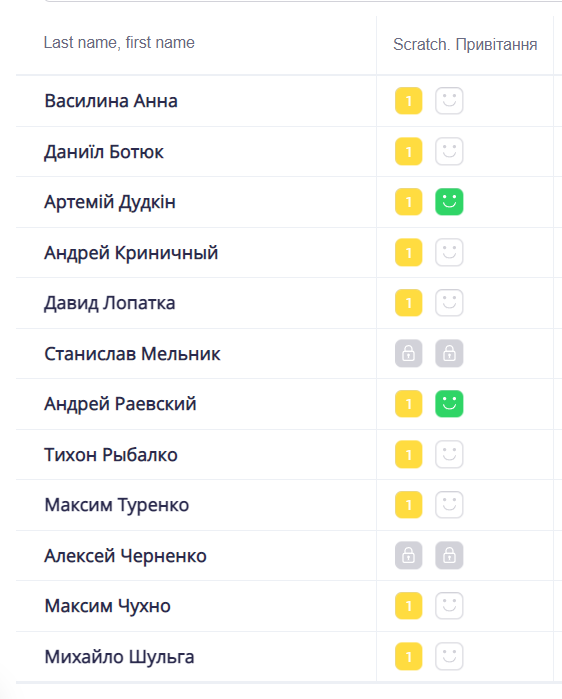 Last name, first name Scratch. Привітання
Василина Анна 1
Даниїл Ботюк 1
Артемій Дудкін 1
Андрей Криничный 1
Давид Лопатка 1
Станислав Мельник
Андрей Раевский 1
Тихон Рыбалко 1
Максим Туренко 1
Алексей Черненко
Максим Чухно 1
Михайло Шульга 1